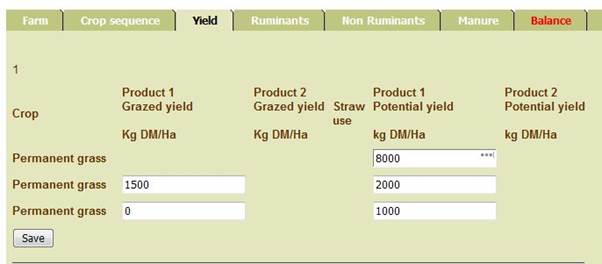 Farm Crop sequence Yield Ruminants Non Ruminants Manure Balance
1
Crop Product 1 Grazed yield Kg DM/Ha Product 2 Grazed yield Kg DM/Ha Straw use Product 1 Potential yield kg DM/Ha Product 2 Potential yield kg DM/Ha
Permanent grass 8000 ***
Permanent grass 1500 2000
Permanent grass 0 1000
Save